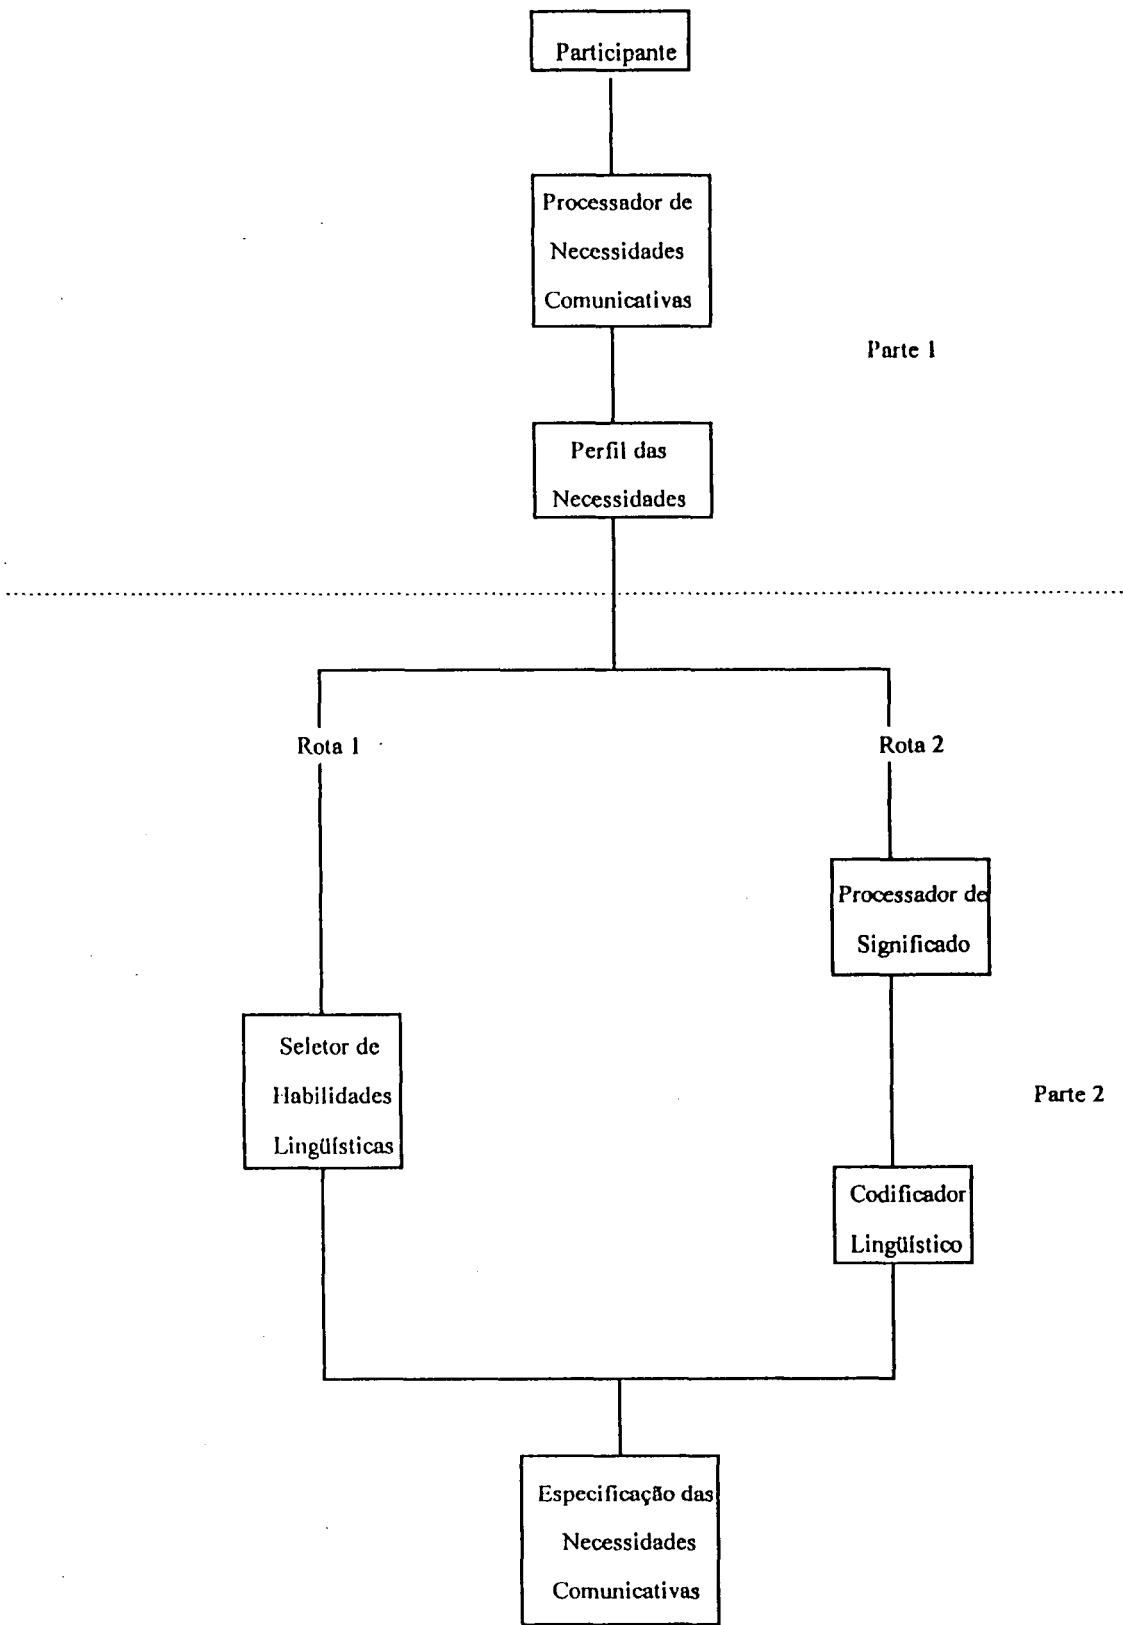 Participante
Processador de
Necessidades
Comunicativas
Parte 1
Perfil das
Necessidades
Rota 1
Rota 2
Processador de
Significado
Seletor de
Habilidades
Lingüísticas
Parte 2
Codificador
Lingüístico
Especificação das
Necessidades
Comunicativas